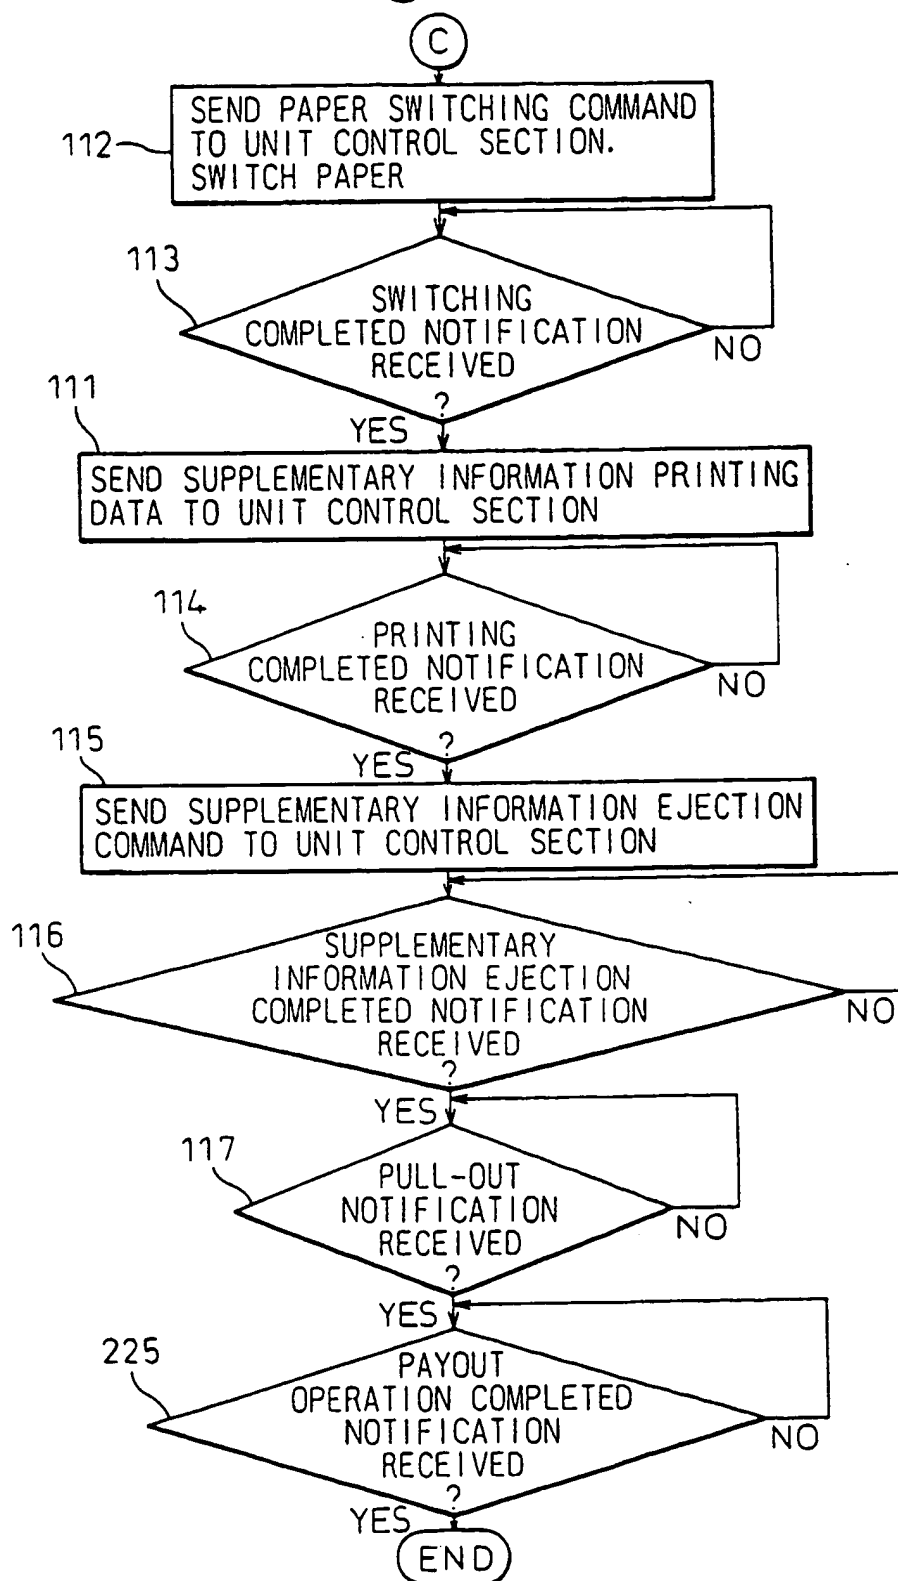 C
SEND PAPER SWITCHING COMMAND
TO UNIT CONTROL SECTION.
SWITCH PAPER
112
113
SWITCHING
COMPLETED NOTIFICATION
RECEIVED
?
NO
YES
111
SEND SUPPLEMENTARY INFORMATION PRINTING
DATA TO UNIT CONTROL SECTION
114
PRINTING
COMPLETED NOTIFICATION
RECEIVED
?
NO
YES
115
SEND SUPPLEMENTARY INFORMATION EJECTION
COMMAND TO UNIT CONTROL SECTION
116
SUPPLEMENTARY
INFORMATION EJECTION
COMPLETED NOTIFICATION
RECEIVED
?
NO
YES
117
PULL-OUT
NOTIFICATION
RECEIVED
?
NO
YES
225
PAYOUT
OPERATION COMPLETED
NOTIFICATION
RECEIVED
?
NO
YES
END